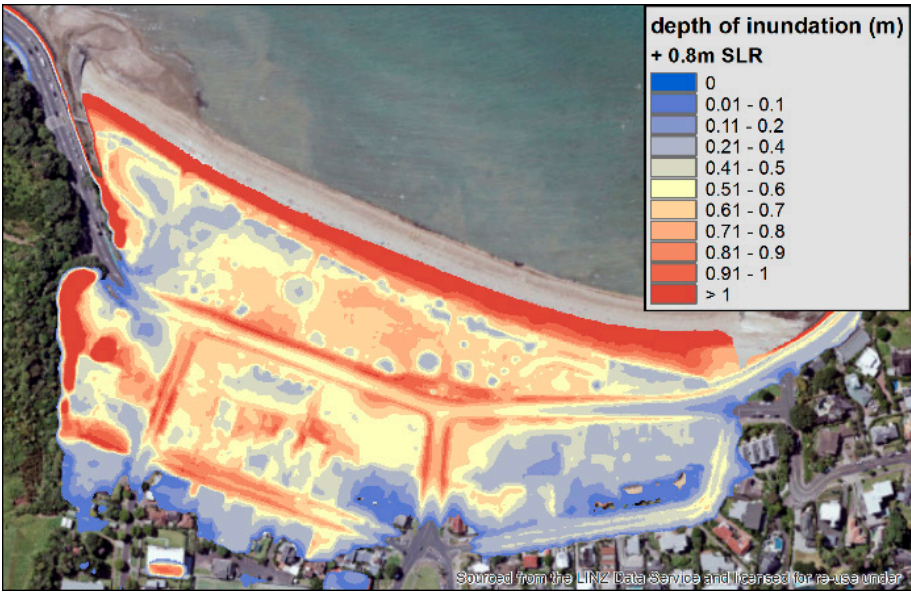 depth of inundation (m)
+ 0.8m SLR
0
0.01 - 0.1
0.11 - 0.2
0.21 - 0.4
0.41 - 0.5
0.51 - 0.6
0.61 - 0.7
0.71 - 0.8
0.81 - 0.9
0.91 - 1
> 1
Sourced from the LINZ Data Service and licensed for re-use under